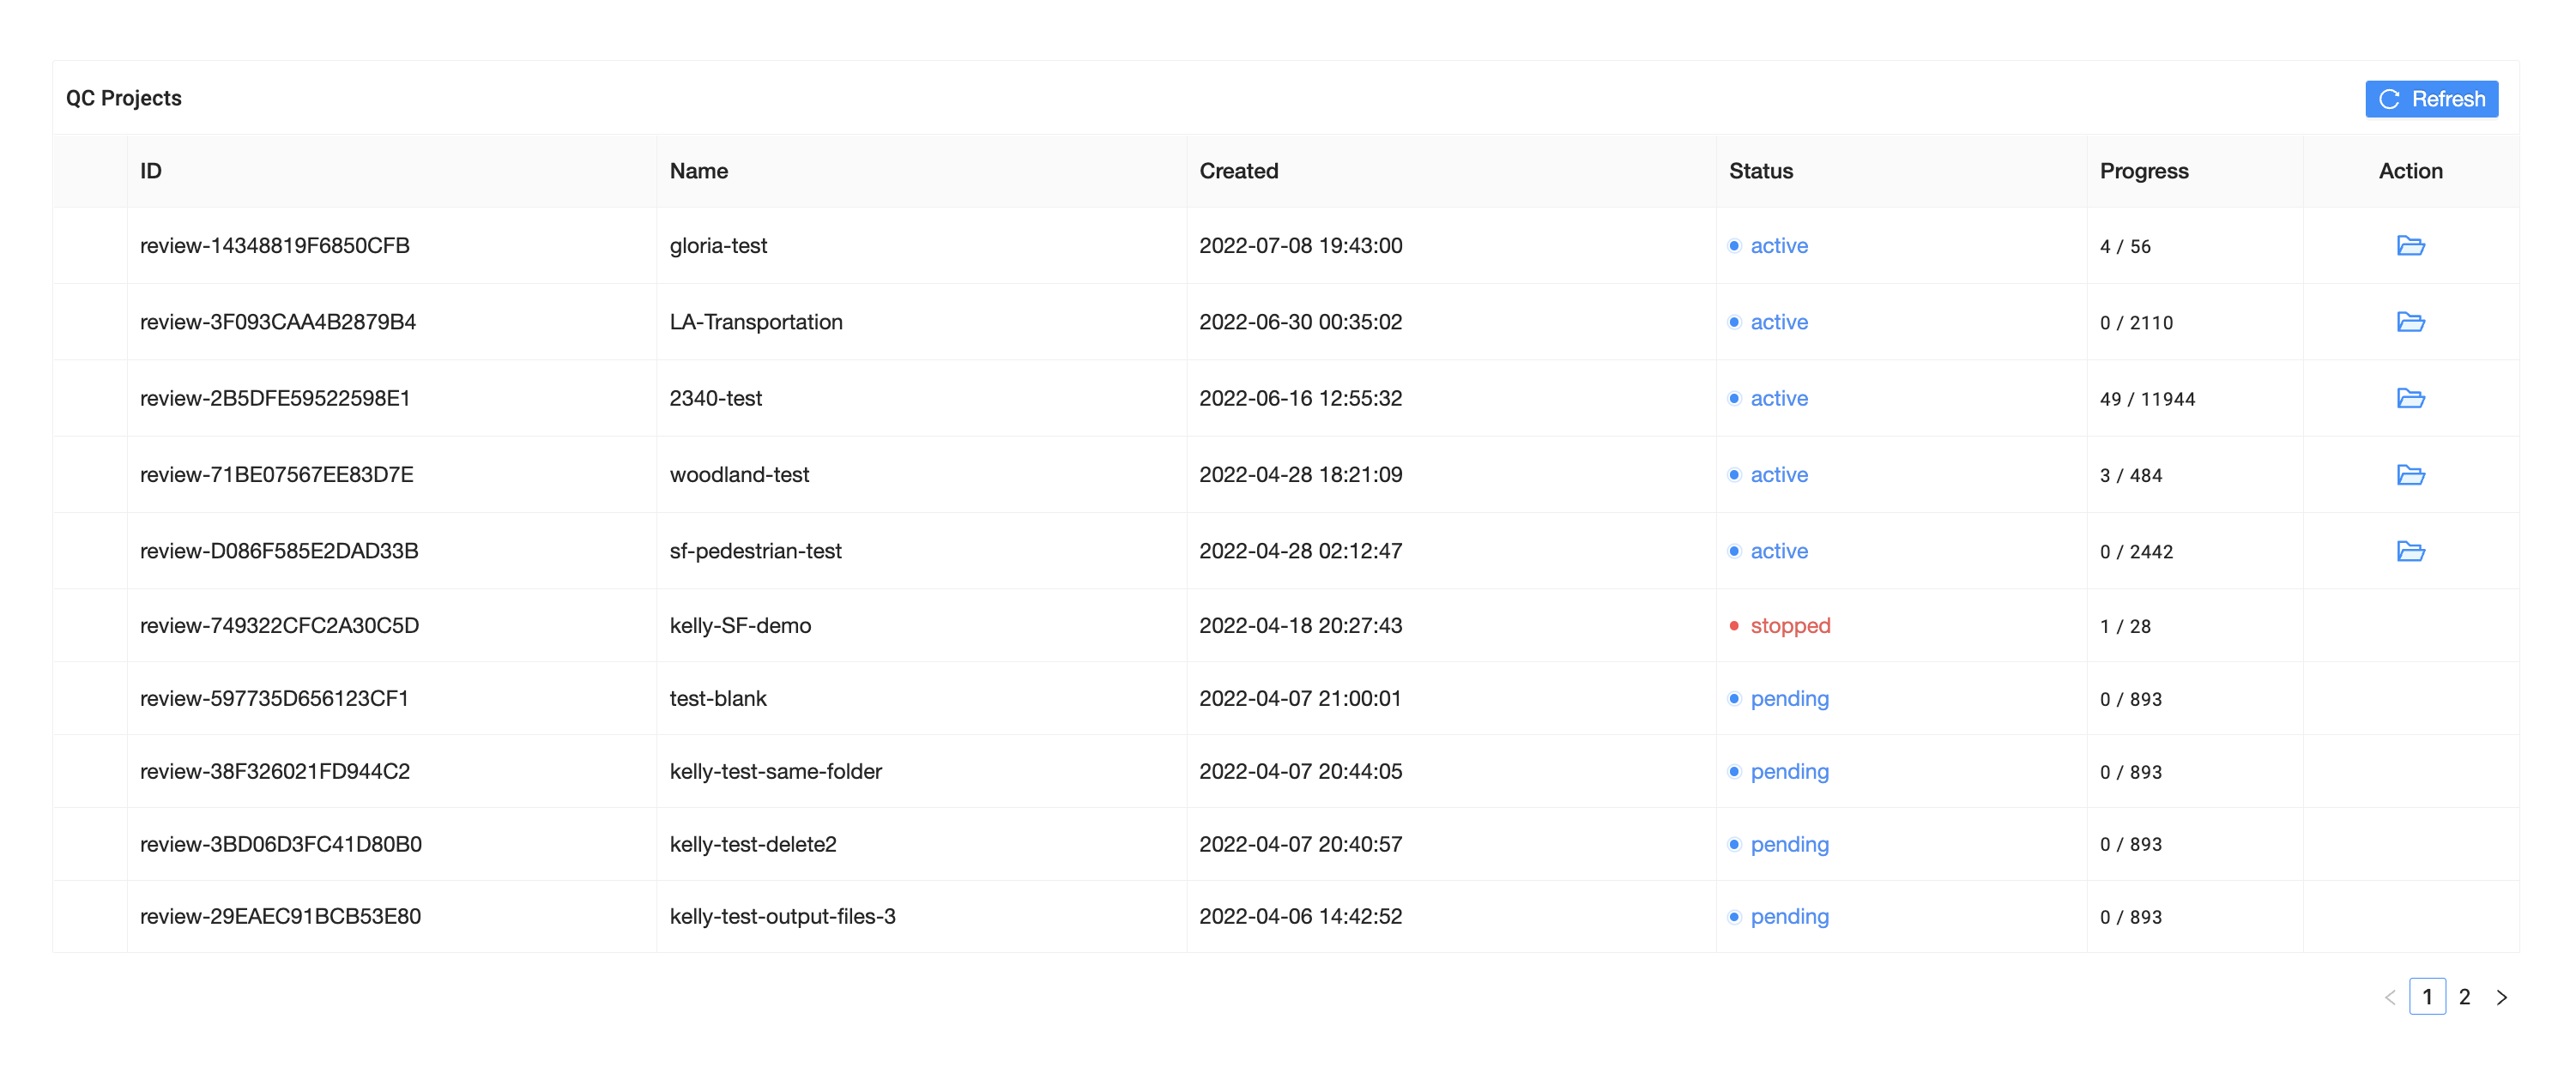 QC Projects
Refresh
ID Name Created Status Progress Action
review-14348819F6850CFB gloria-test 2022-07-08 19:43:00 active 4 / 56
review-3F093CAA4B2879B4 LA-Transportation 2022-06-30 00:35:02 active 0 / 2110
review-2B5DFE59522598E1 2340-test 2022-06-16 12:55:32 active 49 / 11944
review-71BE07567EE83D7E woodland-test 2022-04-28 18:21:09 active 3 / 484
review-D086F585E2DAD33B sf-pedestrian-test 2022-04-28 02:12:47 active 0 / 2442
review-749322CFC2A30C5D kelly-SF-demo 2022-04-18 20:27:43 stopped 1 / 28
review-597735D656123CF1 test-blank 2022-04-07 21:00:01 pending 0 / 893
review-38F326021FD944C2 kelly-test-same-folder 2022-04-07 20:44:05 pending 0 / 893
review-3BD06D3FC41D80B0 kelly-test-delete2 2022-04-07 20:40:57 pending 0 / 893
review-29EAEC91BCB53E80 kelly-test-output-files-3 2022-04-06 14:42:52 pending 0 / 893
< 1 2 >